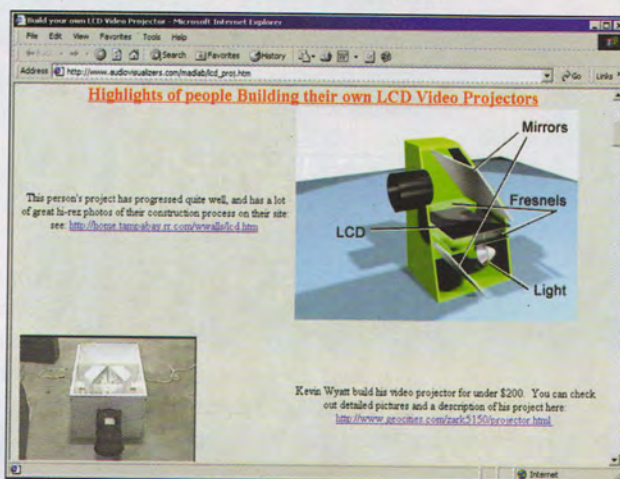 Build your own LCD Video Projector - Microsoft Internet Explorer
File Edit View Favorites Tools Help
Search Favorites History
Address http://www.audiovisualizers.com/madlab/lcd_proj.htm Go Links
Highlights of people Building their own LCD Video Projectors
Mirrors
This person's project has progressed quite well, and has a lot
of great hi-rez photos of their construction process on their site:
see: http://home.tampabay.rr.com/wwalls/lcd.htm
Fresnels
LCD
Light
Kevin Wyatt build his video projector for under $200. You can check
out detailed pictures and a description of his project here:
http://www.geocities.com/zark5150/projector.html
Internet